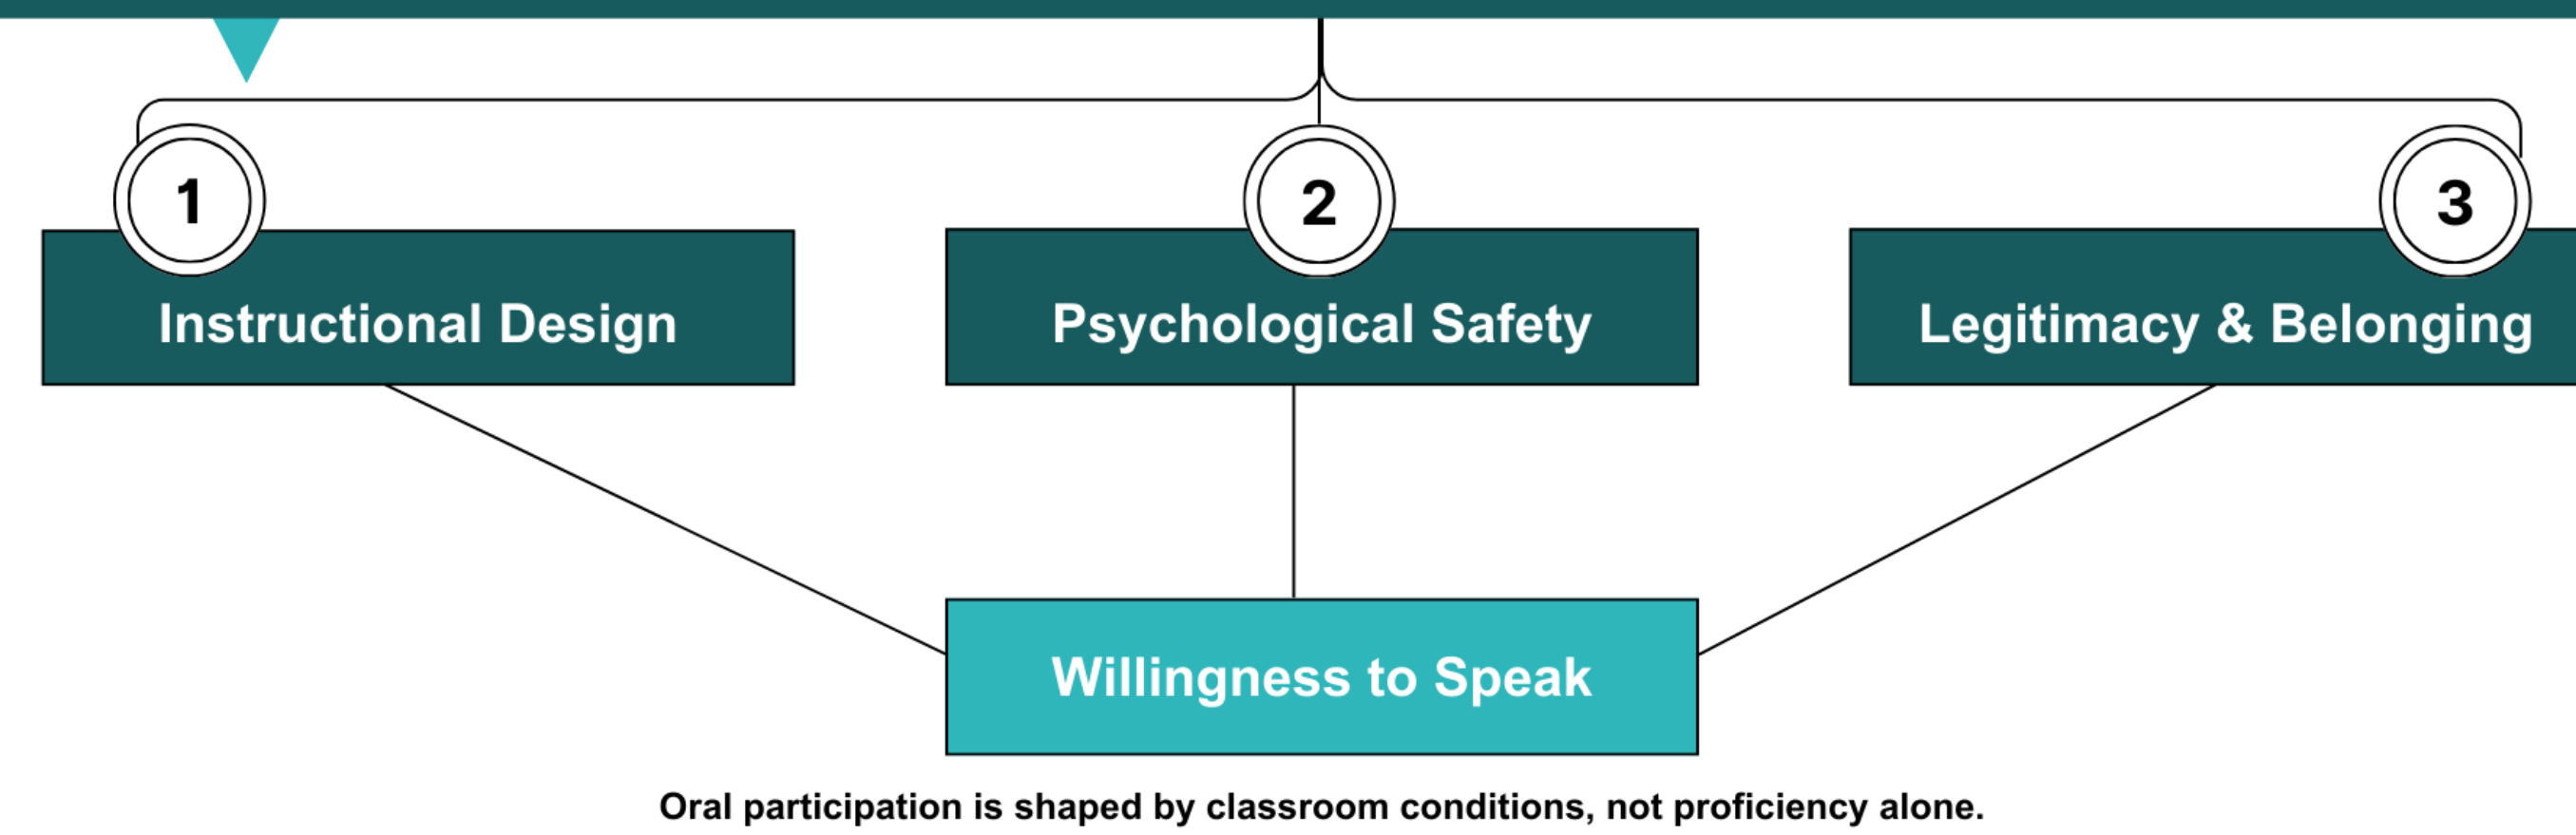 1
2
3
Instructional Design
Psychological Safety
Legitimacy & Belonging
Willingness to Speak
Oral participation is shaped by classroom conditions, not proficiency alone.